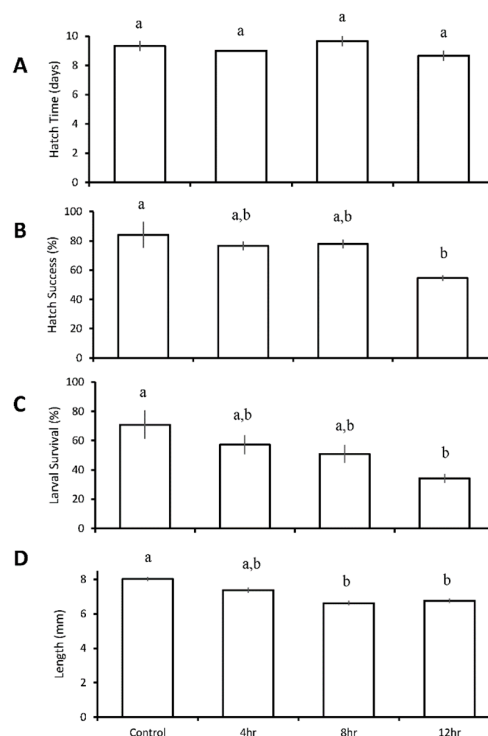 a a a a
A
Hatch Time (days)
10
8
6
4
2
0
a a,b a,b b
B
Hatch Success (%)
100
80
60
40
20
0
a a,b a,b b
C
Larval Survival (%)
100
80
60
40
20
0
a a,b b b
D
Length (mm)
8
6
4
2
0
Control 4hr 8hr 12hr